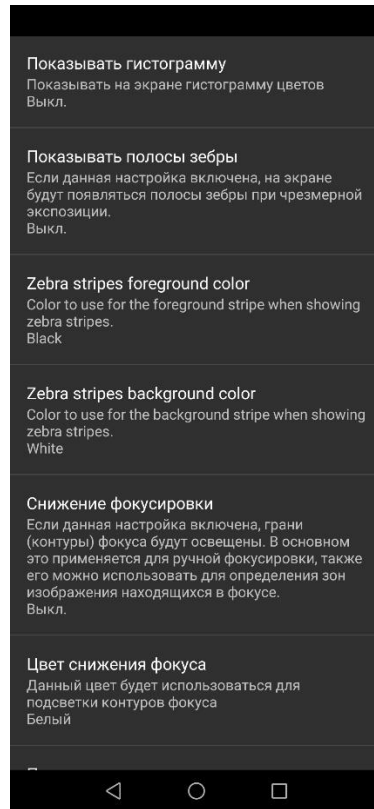 Показывать гистограмму
Показывать на экране гистограмму цветов
Выкл.
Показывать полосы зебры
Если данная настройка включена, на экране
будут появляться полосы зебры при чрезмерной
экспозиции.
Выкл.
Zebra stripes foreground color
Color to use for the foreground stripe when showing
zebra stripes.
Black
Zebra stripes background color
Color to use for the background stripe when showing
zebra stripes.
White
Снижение фокусировки
Если данная настройка включена, грани
(контуры) фокуса будут освещены. В основном
это применяется для ручной фокусировки, также
его можно использовать для определения зон
изображения находящихся в фокусе.
Выкл.
Цвет снижения фокуса
Данный цвет будет использоваться для
подсветки контуров фокуса
Белый